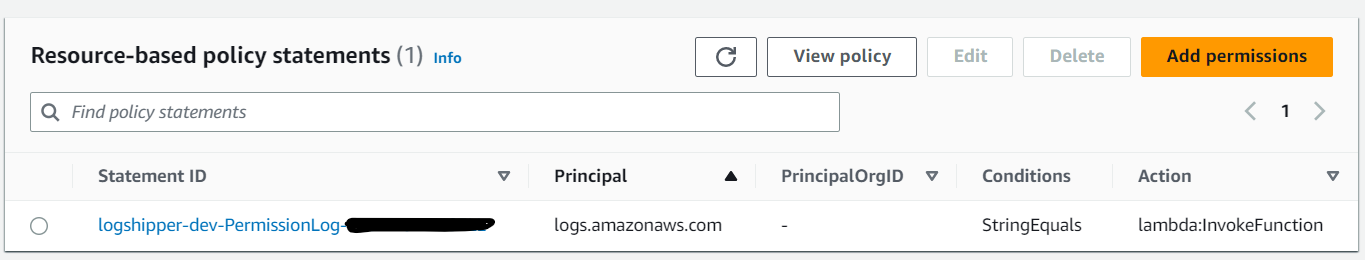 Resource-based policy statements (1) Info View policy Edit Delete Add permissions
Find policy statements 1
Statement ID Principal PrincipalOrgID Conditions Action
logshipper-dev-PermissionLog- logs.amazonaws.com - StringEquals lambda:InvokeFunction